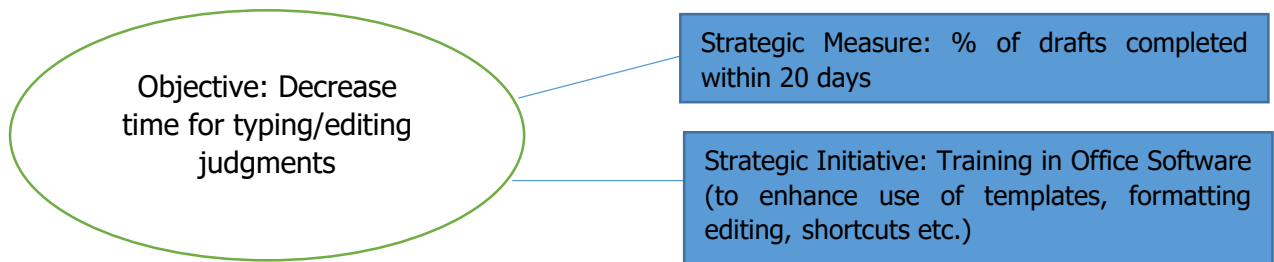 Objective: Decrease
time for typing/editing
judgments
Strategic Measure: % of drafts completed
within 20 days
Strategic Initiative: Training in Office Software
(to enhance use of templates, formatting
editing, shortcuts etc.)